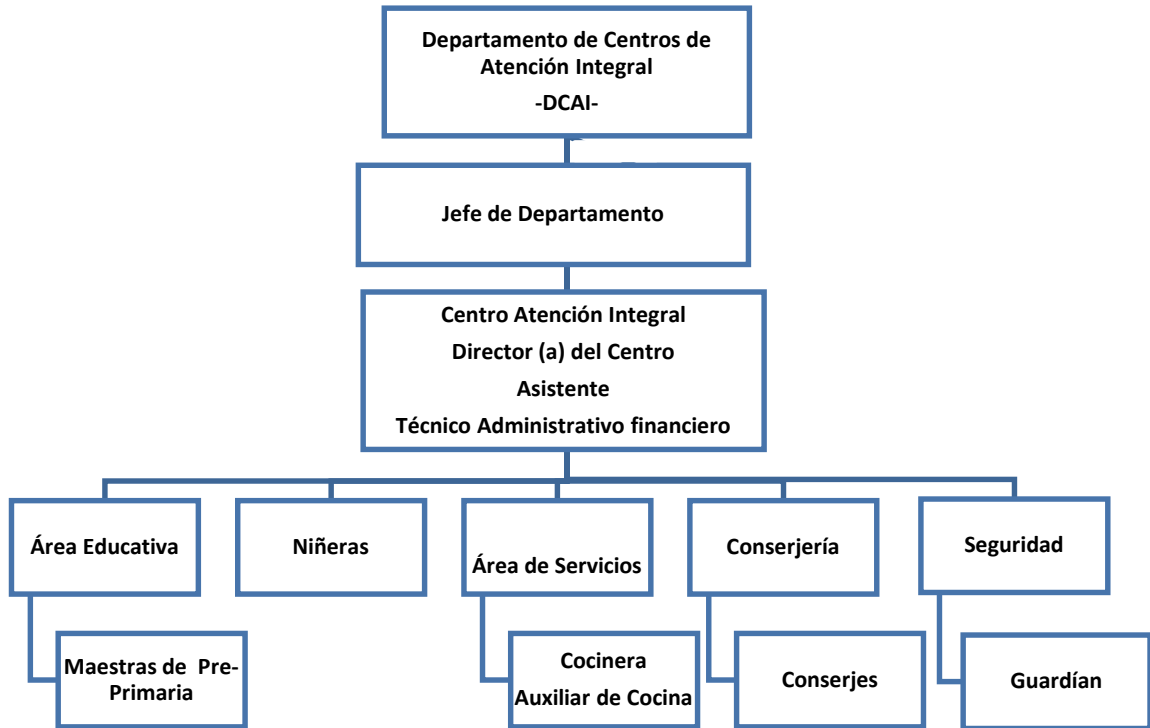 Departamento de Centros de
Atención Integral
-DCAI-
Jefe de Departamento
Centro Atención Integral
Director (a) del Centro
Asistente
Técnico Administrativo financiero
Área Educativa
Niñeras
Área de Servicios
Conserjería
Seguridad
Maestras de Pre-
Primaria
Cocinera
Auxiliar de Cocina
Conserjes
Guardían